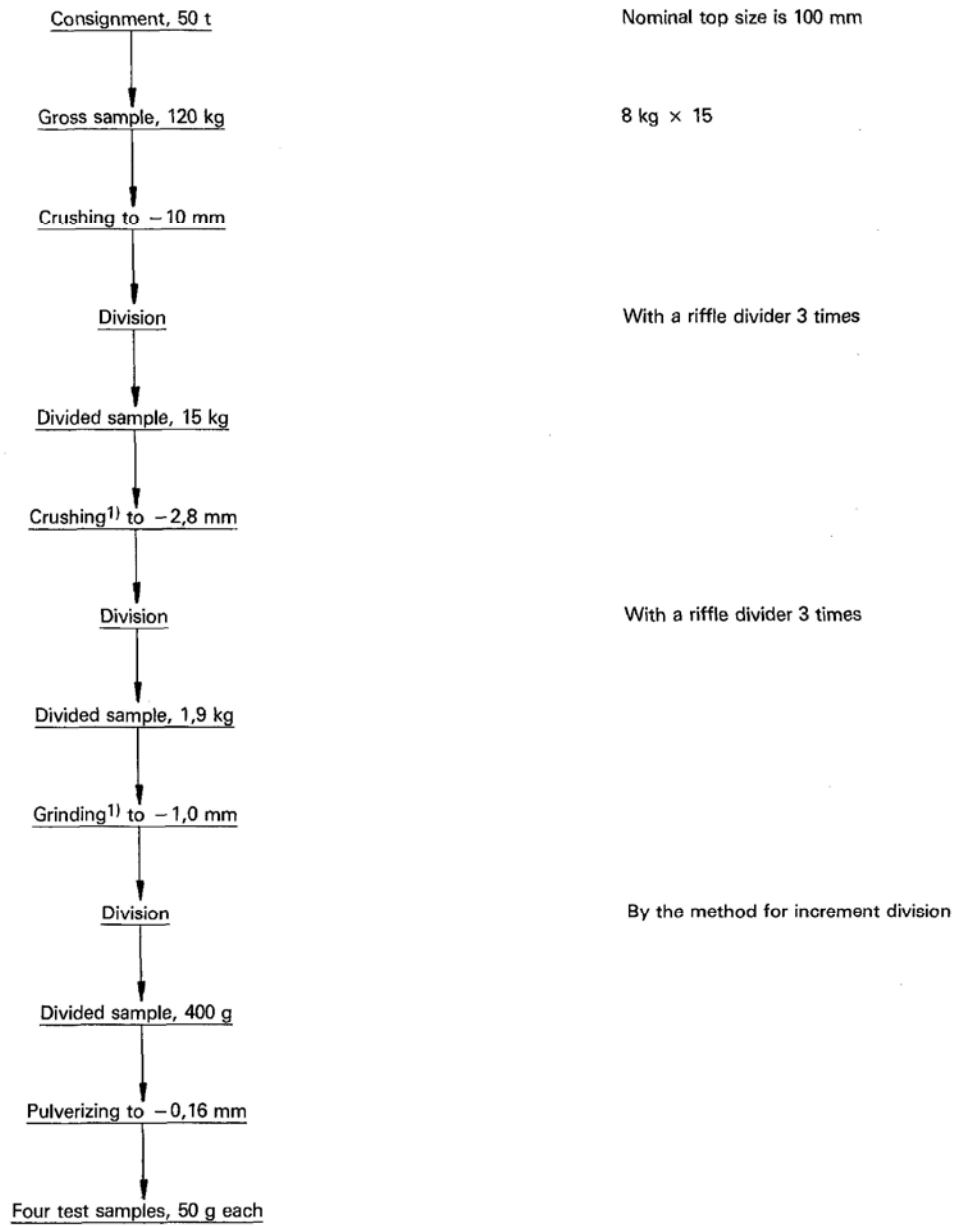 Consignment, 50 t Nominal top size is 100 mm
Gross sample, 120 kg 8 kg × 15
Crushing to −10 mm
Division With a riffle divider 3 times
Divided sample, 15 kg
Crushing1) to −2,8 mm
Division With a riffle divider 3 times
Divided sample, 1,9 kg
Grinding1) to −1,0 mm
Division By the method for increment division
Divided sample, 400 g
Pulverizing to −0,16 mm
Four test samples, 50 g each